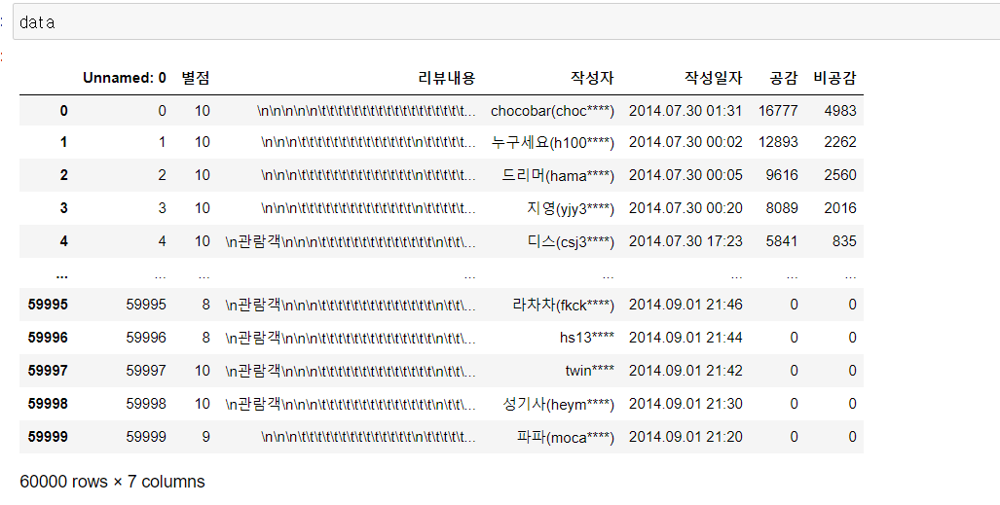 data
Unnamed: 0 별점 리뷰내용 작성자 작성일자 공감 비공감
0 0 10 \n\n\n\n\n\t\t\t\t\t\t\t\t\t\t\t\t\t\t\t\t\t\t... chocobar(choc****) 2014.07.30 01:31 16777 4983
1 1 10 \n\n\n\t\t\t\t\t\t\t\t\t\t\t\t\t\t\n\t\t\t\t\t... 누구세요(h100****) 2014.07.30 00:02 12893 2262
2 2 10 \n\n\n\t\t\t\t\t\t\t\t\t\t\t\t\t\t\n\t\t\t\t\t... 드리머(hama****) 2014.07.30 00:05 9616 2560
3 3 10 \n\n\n\t\t\t\t\t\t\t\t\t\t\t\t\t\t\n\t\t\t\t\t... 지영(yjy3****) 2014.07.30 00:20 8089 2016
4 4 10 \n관람객\n\n\n\t\t\t\t\t\t\t\t\t\t\t\t\t\t\n\t\t\... 디스(csj3****) 2014.07.30 17:23 5841 835
... ... ... ... ... ... ... ...
59995 59995 8 \n관람객\n\n\n\t\t\t\t\t\t\t\t\t\t\t\t\t\t\n\t\t\... 라차차(fkck****) 2014.09.01 21:46 0 0
59996 59996 8 \n관람객\n\n\n\t\t\t\t\t\t\t\t\t\t\t\t\t\t\n\t\t\... hs13**** 2014.09.01 21:44 0 0
59997 59997 10 \n관람객\n\n\n\t\t\t\t\t\t\t\t\t\t\t\t\t\t\n\t\t\... twin**** 2014.09.01 21:42 0 0
59998 59998 10 \n관람객\n\n\n\t\t\t\t\t\t\t\t\t\t\t\t\t\t\n\t\t\... 성기사(heym****) 2014.09.01 21:30 0 0
59999 59999 9 \n\n\n\t\t\t\t\t\t\t\t\t\t\t\t\t\t\n\t\t\t\t\t... 파파(moca****) 2014.09.01 21:20 0 0
60000 rows × 7 columns